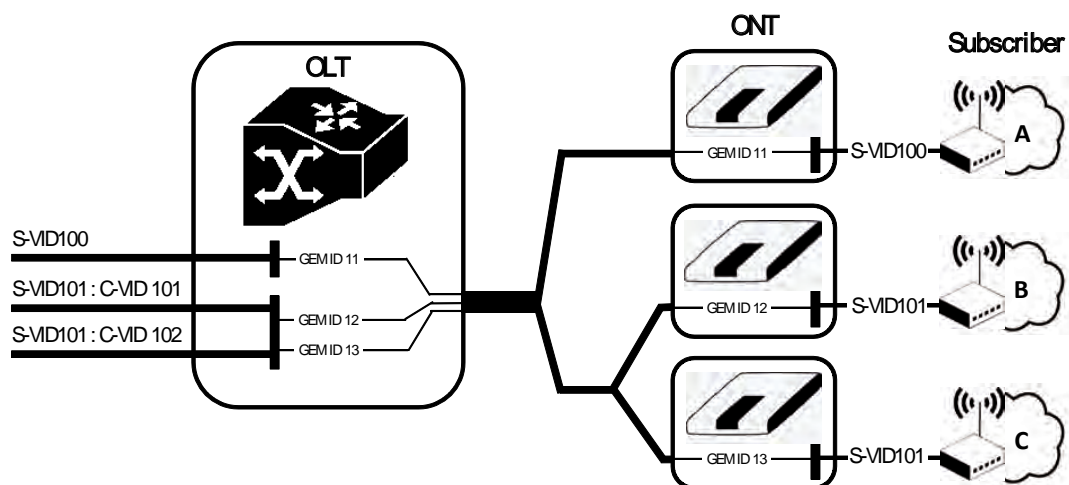 ONT
Subscriber
OLT
GEM ID 11
S-VID100
A
S-VID100
GEM ID 11
S-VID101 : C-VID 101
GEM ID 12
S-VID101 : C-VID 102
GEM ID 13
GEM ID 12
S-VID101
B
GEM ID 13
S-VID101
C